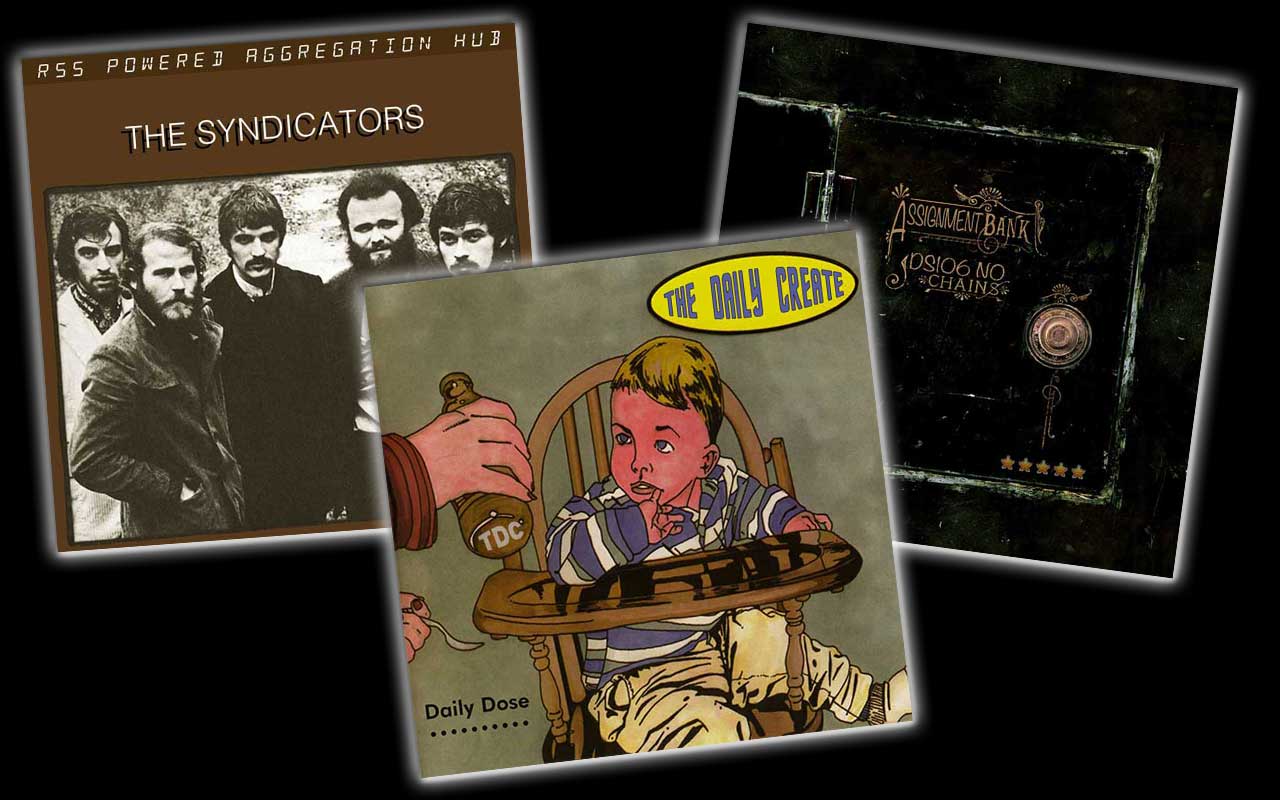 RSS POWERED AGGREGATION HUB
THE SYNDICATORS
ASSIGNMENT BANK
DS106 NO
CHAINS
THE DAILY CREATE
TDC
Daily Dose